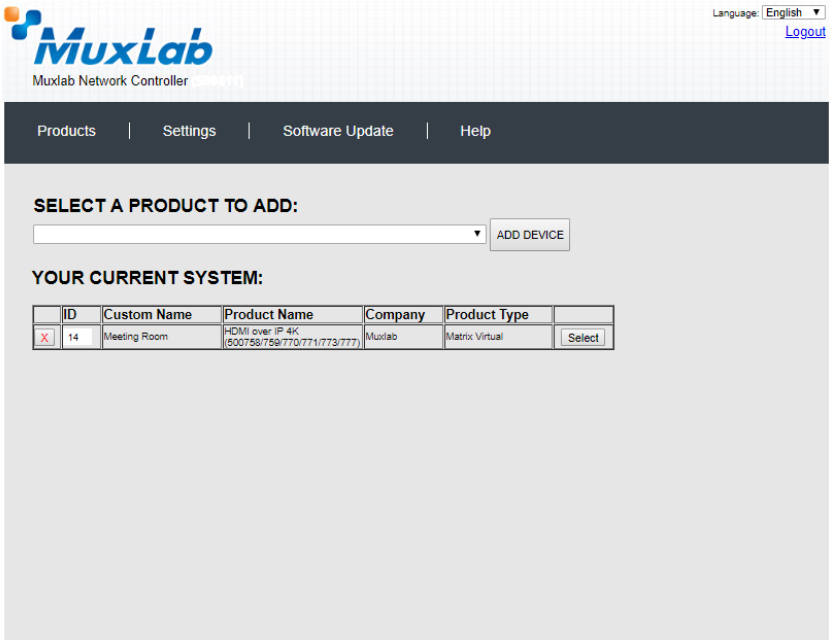 Language: English
Logout
MuxLab
Muxlab Network Controller
Products | Settings | Software Update | Help
SELECT A PRODUCT TO ADD:
ADD DEVICE
YOUR CURRENT SYSTEM:
ID Custom Name Product Name Company Product Type
X 14 Meeting Room HDMI over IP 4K (500758/759/770/771/773/777) Muxlab Matrix Virtual Select